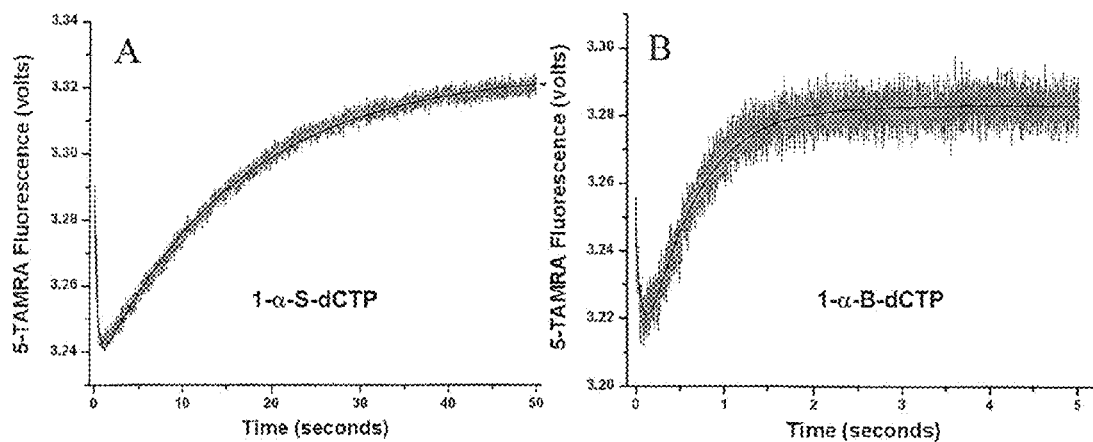 A
5-TAMRA Fluorescence (volts)
3.34
3.32
3.30
3.28
3.26
3.24
1-α-S-dCTP
0 10 20 30 40 50
Time (seconds)
B
5-TAMRA Fluorescence (volts)
3.30
3.28
3.26
3.24
3.22
3.20
1-α-B-dCTP
0 1 2 3 4 5
Time (seconds)